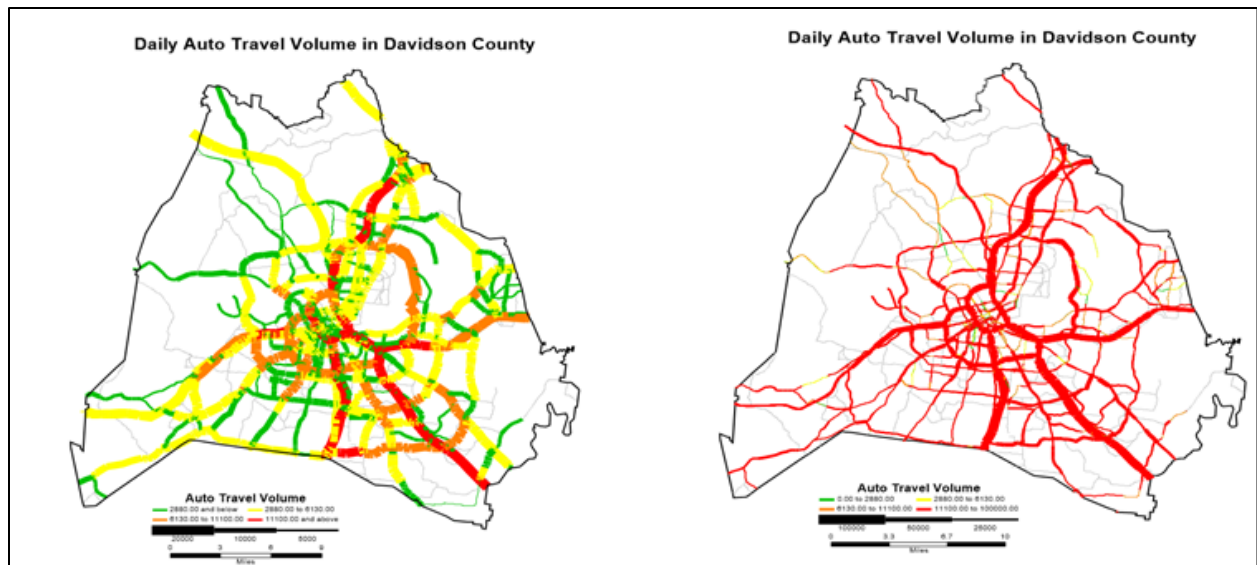 Daily Auto Travel Volume in Davidson County
Auto Travel Volume
2880.00 and below 2880.00 to 6130.00
6130.00 to 11100.00 11100.00 and above
20000 10000 5000
0 3 6 9
Miles
Daily Auto Travel Volume in Davidson County
Auto Travel Volume
0.00 to 2880.00 2880.00 to 6130.00
6130.00 to 11100.00 11100.00 to 100000.00
100000 50000 25000
0 3.3 6.7 10
Miles